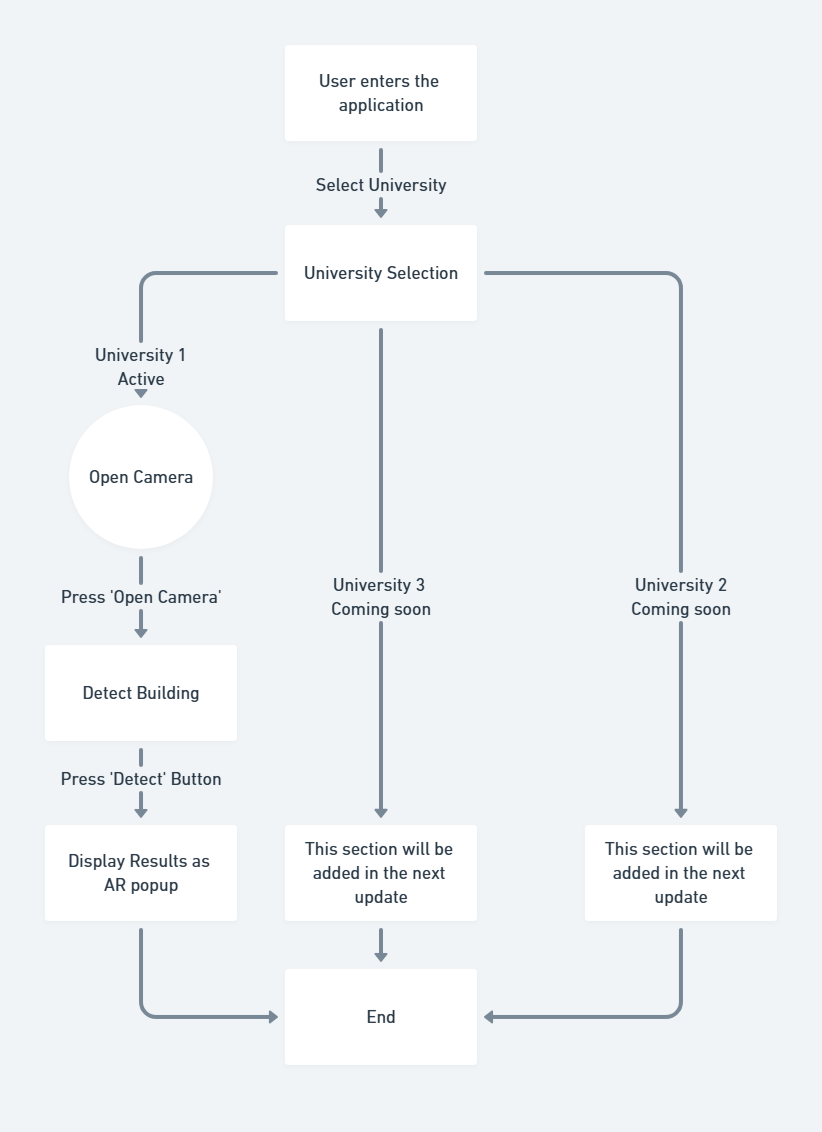 User enters the
application
Select University
University Selection
University 1
Active
Open Camera
Press 'Open Camera'
Detect Building
Press 'Detect' Button
Display Results as
AR popup
University 3
Coming soon
This section will be
added in the next
update
University 2
Coming soon
This section will be
added in the next
update
End